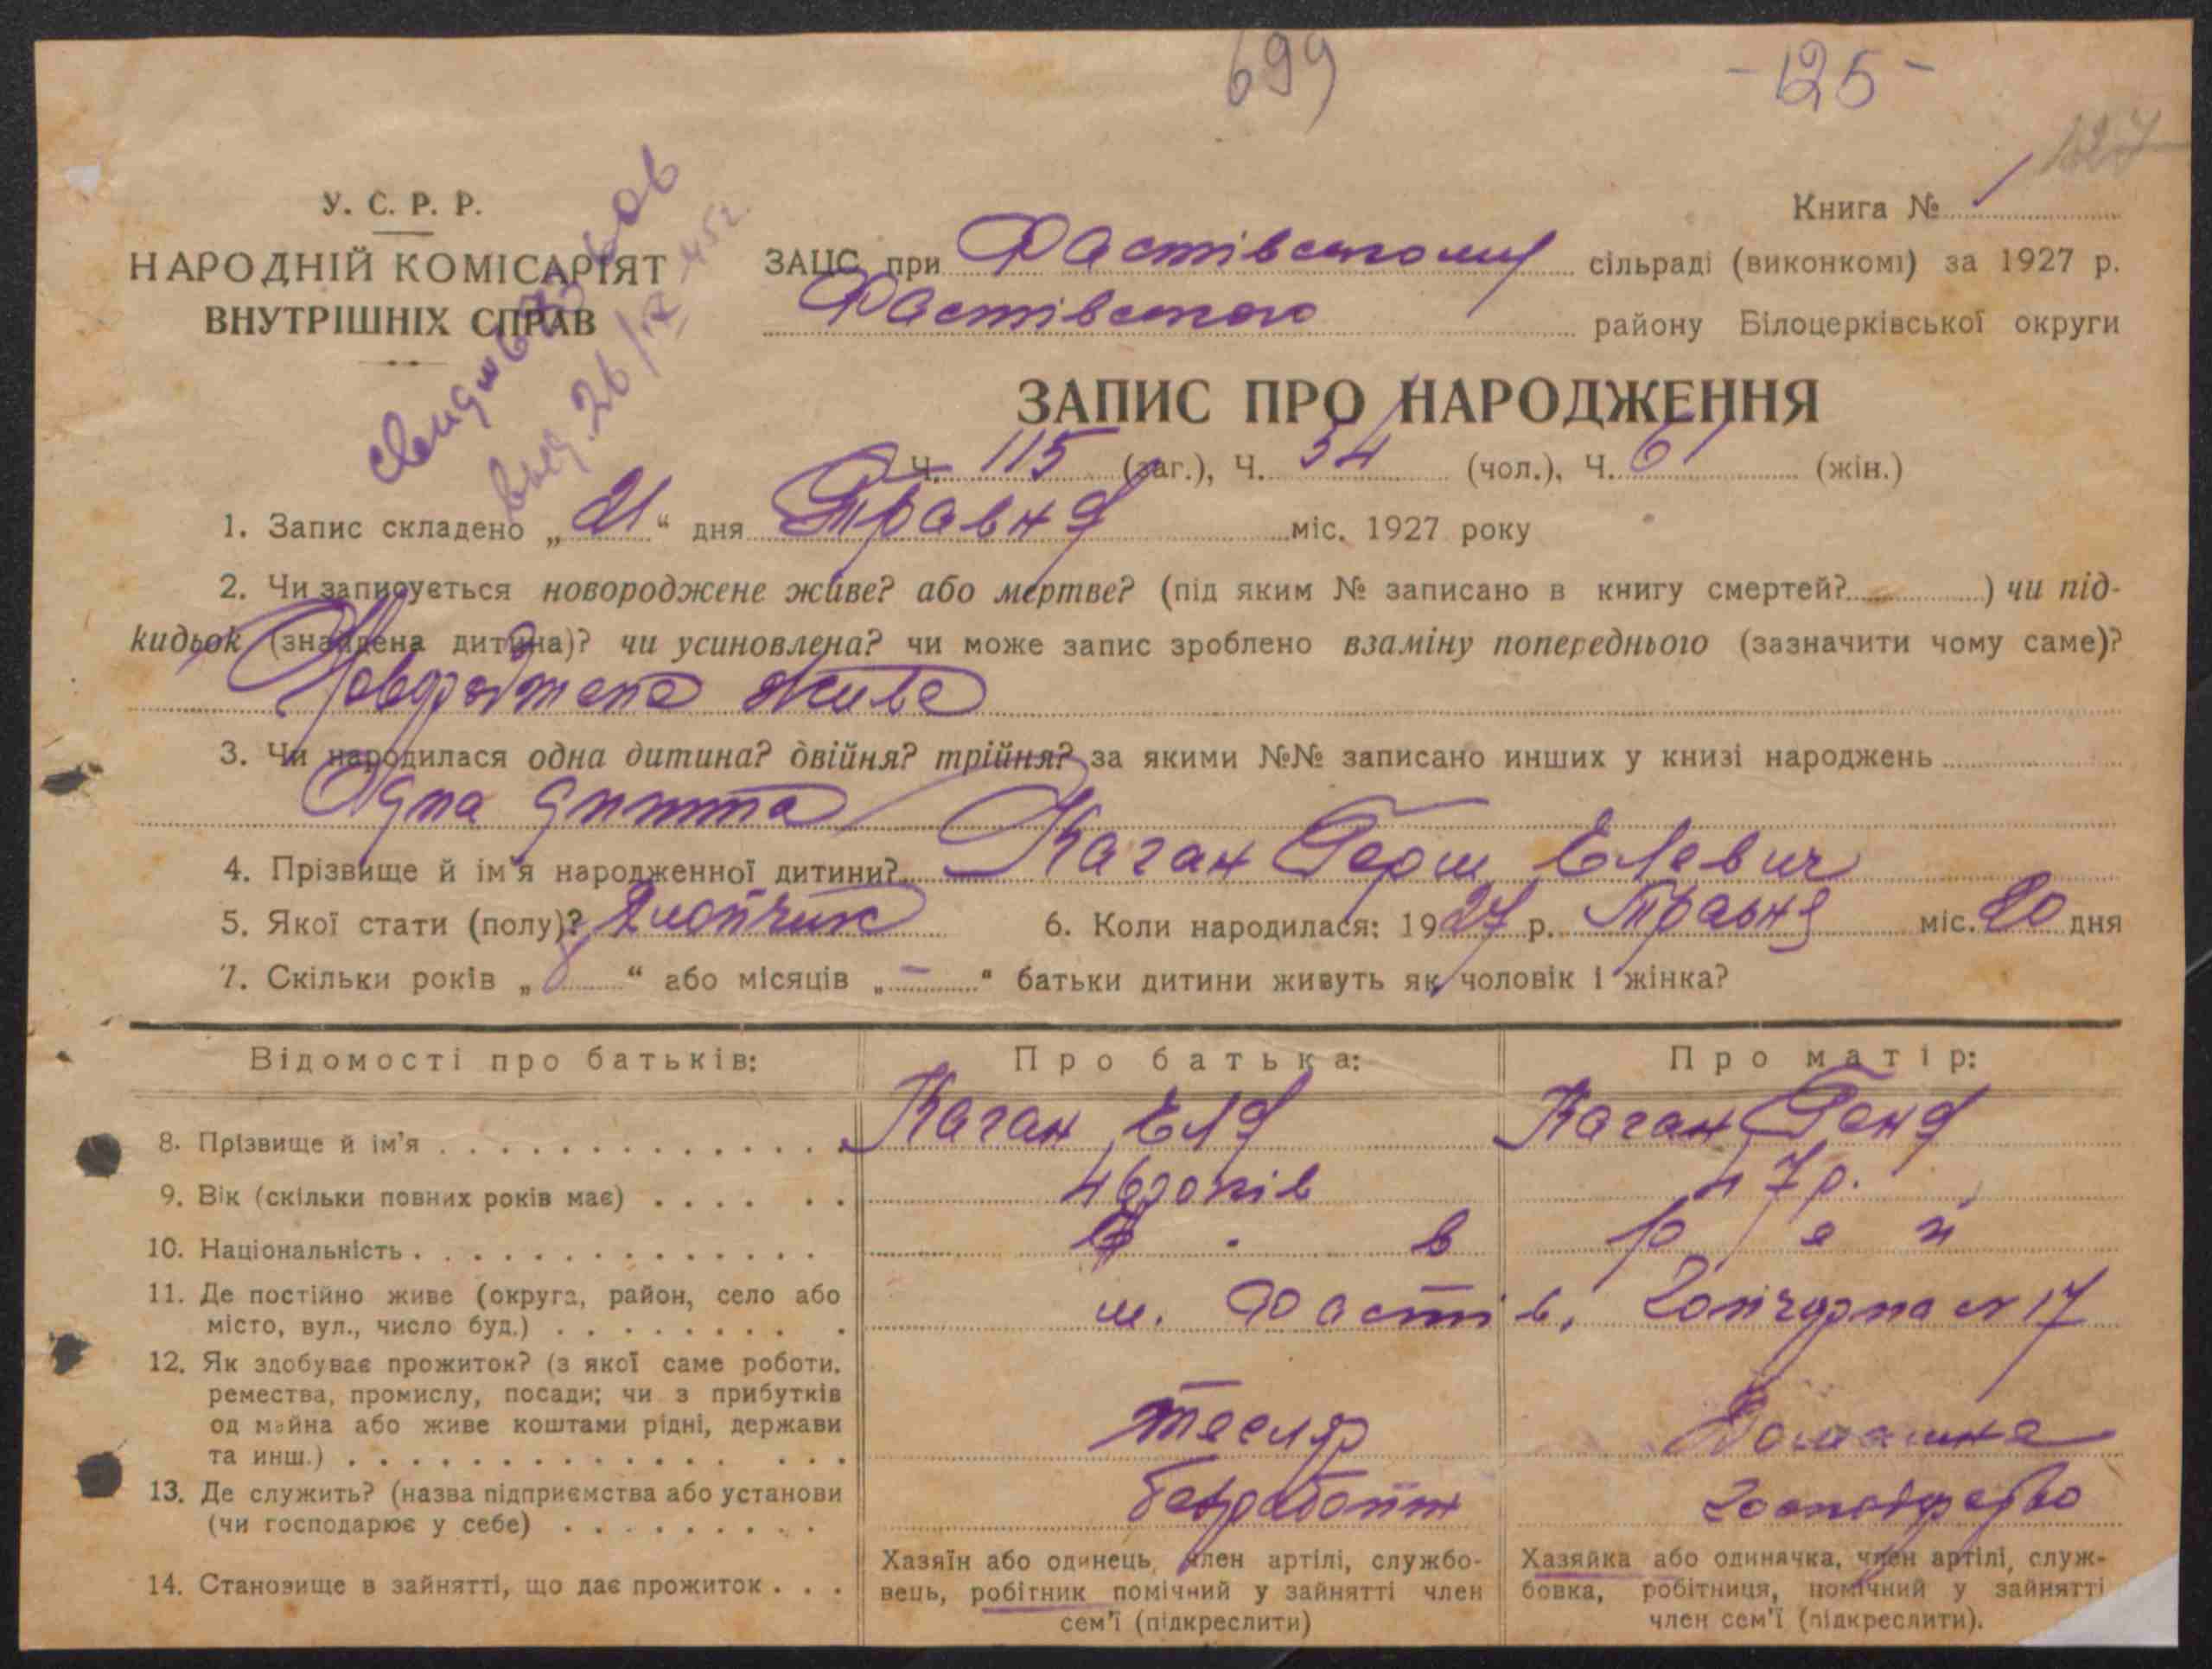 699
- 125 -
127
У. С. Р. Р.
НАРОДНІЙ КОМІСАРІЯТ
ВНУТРІШНІХ СПРАВ
Книга № 1
ЗАЦС при Фастівському сільраді (виконкомі) за 1927 р.
Фастівського району Білоцерківської округи
ЗАПИС ПРО НАРОДЖЕННЯ
Ч. 115 (заг.), Ч. 54 (чол.), Ч. 61 (жін.)
1. Запис складено „ 21 “ дня Травня міс. 1927 року
2. Чи записується новороджене живе? або мертве? (під яким № записано в книгу смертей? ) чи під-
кидьок (знайдена дитина)? чи усиновлена? чи може запис зроблено взаміну попереднього (зазначити чому саме)?
живе
3. Чи народилася одна дитина? двійня? трійня? за якими №№ записано инших у книзі народжень
Одна
4. Прізвище й ім'я народженної дитини? Каган Герш Елевич
5. Якої стати (полу)? Хлопчик 6. Коли народилася: 1927 р. Травня міс. 20 дня
7. Скільки років „ “ або місяців „ – “ батьки дитини живуть як чоловік і жінка?
Відомості про батьків: Про батька: Про матір:
8. Прізвище й ім'я Каган Еля Каган Геня
9. Вік (скільки повних років має) 46 років 47 р.
10. Національність Є в р е ї
11. Де постійно живе (округа, район, село або
місто, вул., число буд.) м. Фастів, № 17
12. Як здобуває прожиток? (з якої саме роботи,
ремества, промислу, посади; чи з прибутків
од майна або живе коштами рідні, держави
та инш.) тесляр Домашнє
13. Де служить? (назва підприємства або установи
(чи господарює у себе)
14. Становище в зайнятті, що дає прожиток
Хазяїн або одинець, член артілі, службо-
вець, робітник помічний у зайнятті член
сем'ї (підкреслити)
Хазяйка або одиначка, член артілі, служ-
бовка, робітниця, помічний у зайнятті
член сем'ї (підкреслити).